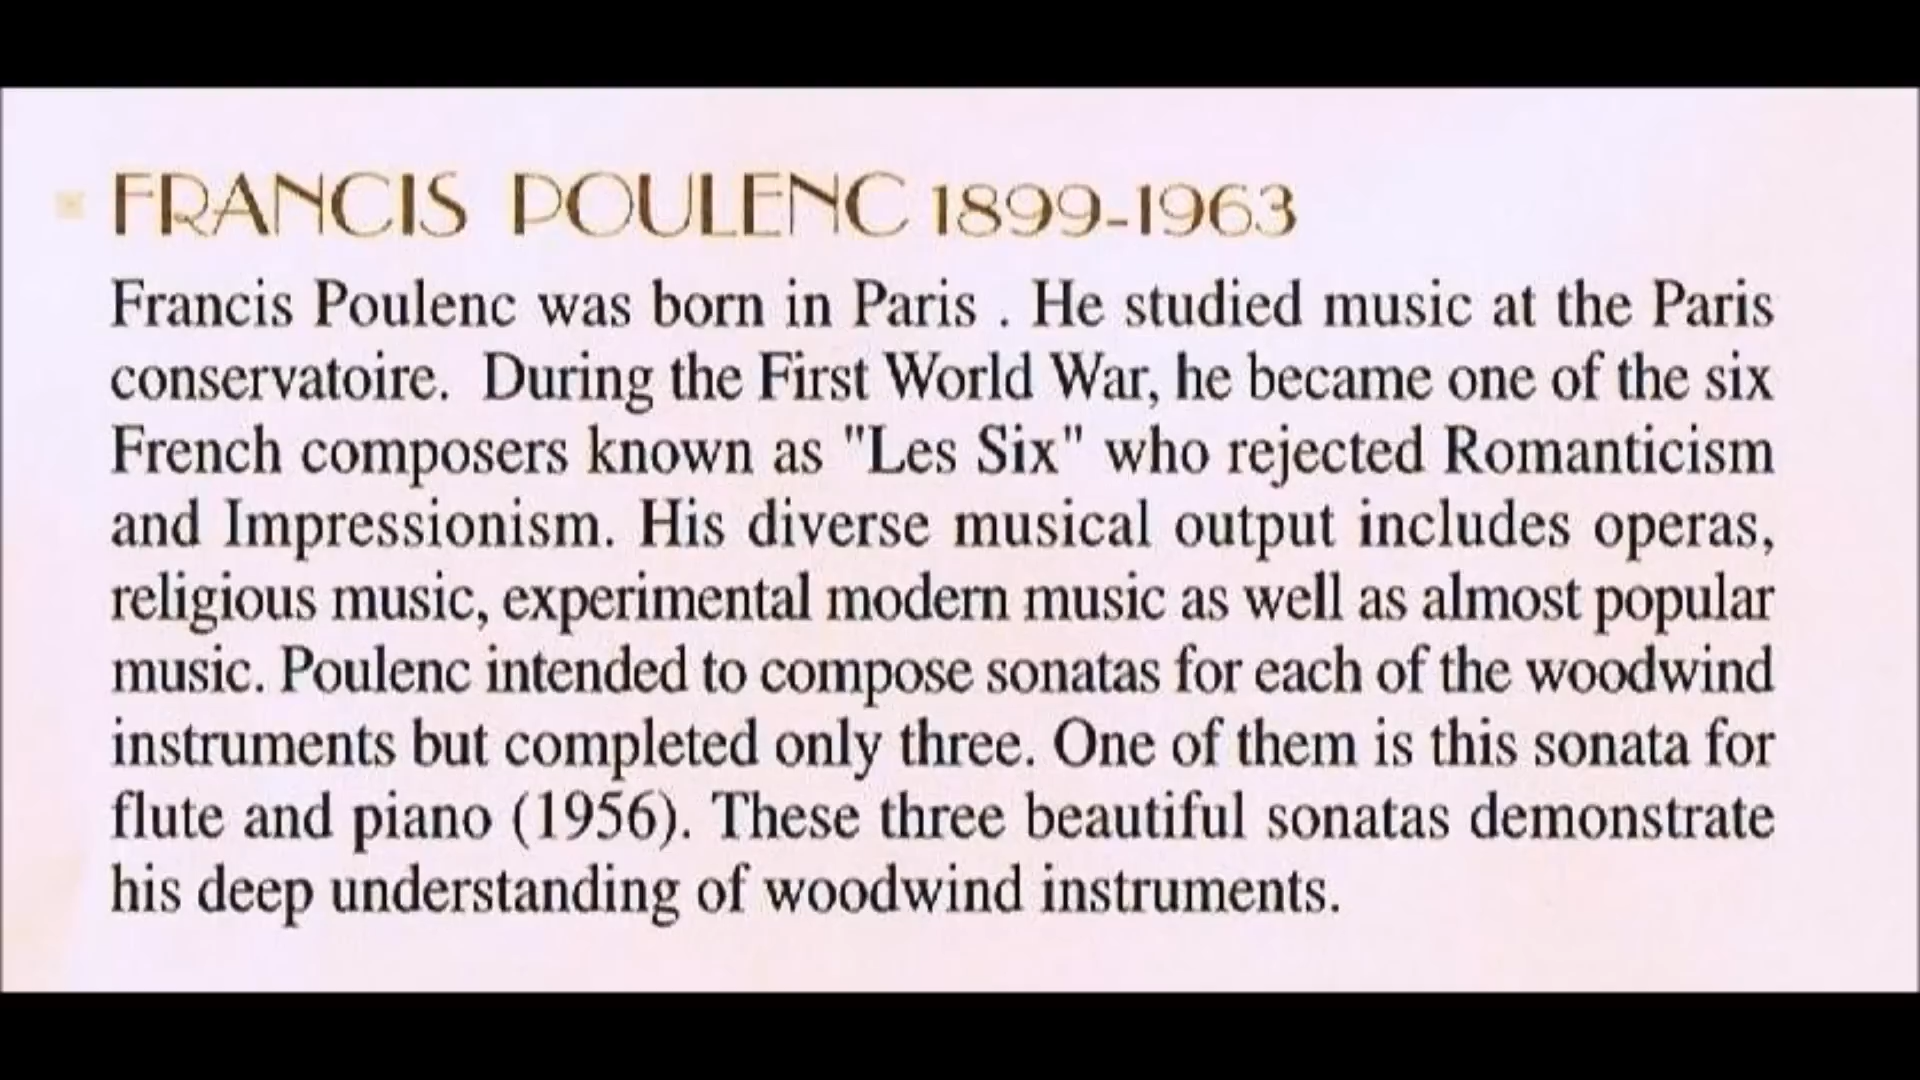 FRANCIS POULENC 1899-1963
Francis Poulenc was born in Paris . He studied music at the Paris
conservatoire. During the First World War, he became one of the six
French composers known as "Les Six" who rejected Romanticism
and Impressionism. His diverse musical output includes operas,
religious music, experimental modern music as well as almost popular
music. Poulenc intended to compose sonatas for each of the woodwind
instruments but completed only three. One of them is this sonata for
flute and piano (1956). These three beautiful sonatas demonstrate
his deep understanding of woodwind instruments.